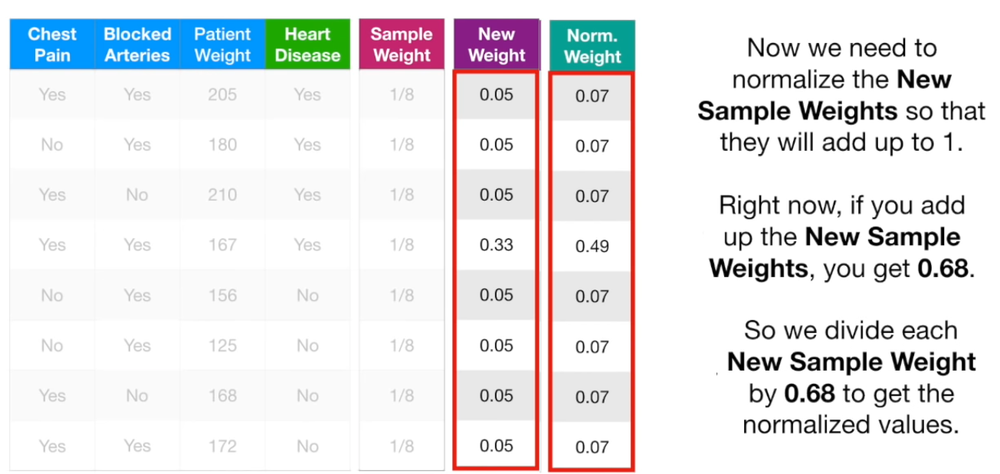 Chest Pain Blocked Arteries Patient Weight Heart Disease Sample Weight New Weight Norm. Weight
Yes Yes 205 Yes 1/8 0.05 0.07
No Yes 180 Yes 1/8 0.05 0.07
Yes No 210 Yes 1/8 0.05 0.07
Yes Yes 167 Yes 1/8 0.33 0.49
No Yes 156 No 1/8 0.05 0.07
No Yes 125 No 1/8 0.05 0.07
Yes No 168 No 1/8 0.05 0.07
Yes Yes 172 No 1/8 0.05 0.07
Now we need to
normalize the New
Sample Weights so that
they will add up to 1.
Right now, if you add
up the New Sample
Weights, you get 0.68.
So we divide each
New Sample Weight
by 0.68 to get the
normalized values.